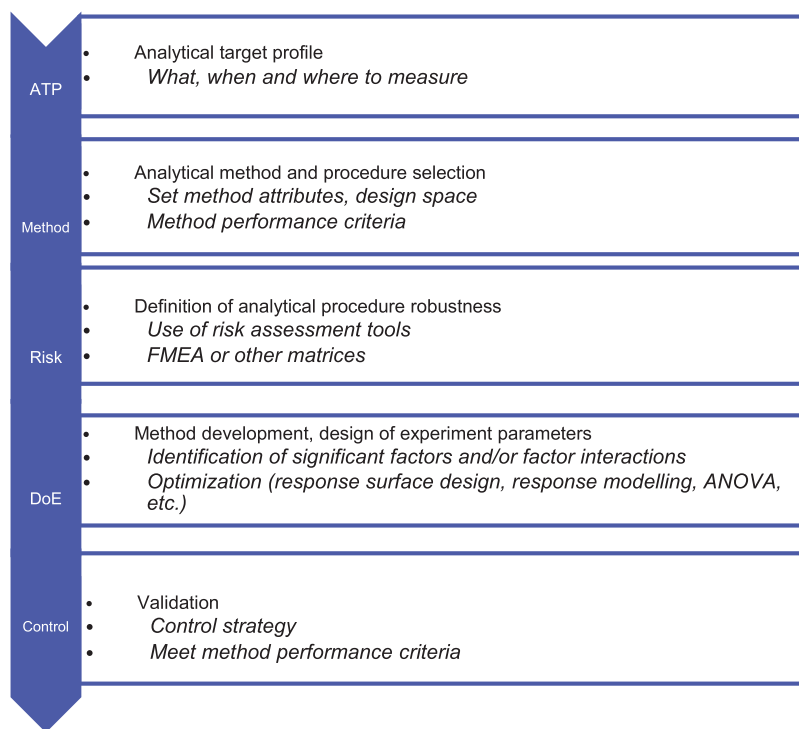 ATP
• Analytical target profile
• What, when and where to measure
Method
• Analytical method and procedure selection
• Set method attributes, design space
• Method performance criteria
Risk
• Definition of analytical procedure robustness
• Use of risk assessment tools
• FMEA or other matrices
DoE
• Method development, design of experiment parameters
• Identification of significant factors and/or factor interactions
• Optimization (response surface design, response modelling, ANOVA,
etc.)
Control
• Validation
• Control strategy
• Meet method performance criteria